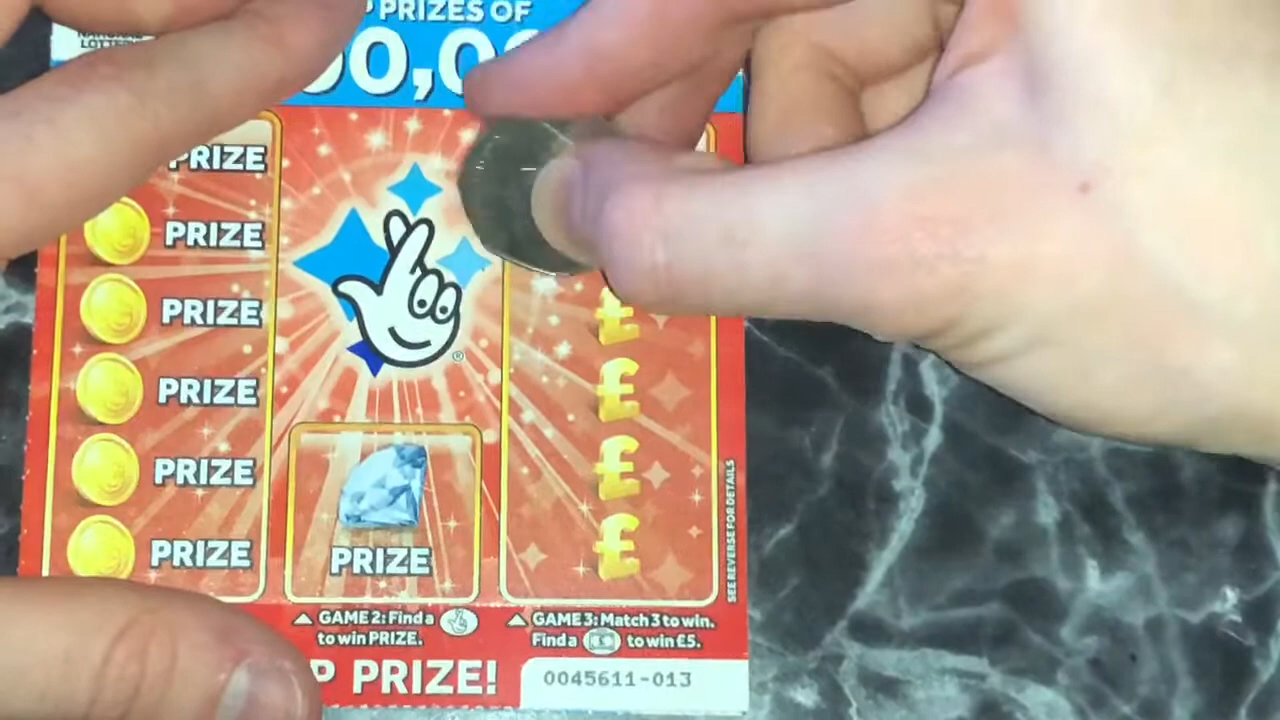 PRIZES OF
LOTTERY
PRIZE
PRIZE
PRIZE
PRIZE
PRIZE
PRIZE
£
£
£
£
PRIZE
®
SEE REVERSE FOR DETAILS
GAME 2: Find a
to win PRIZE.
GAME 3: Match 3 to win.
Find a to win £5.
PRIZE!
0045611-013